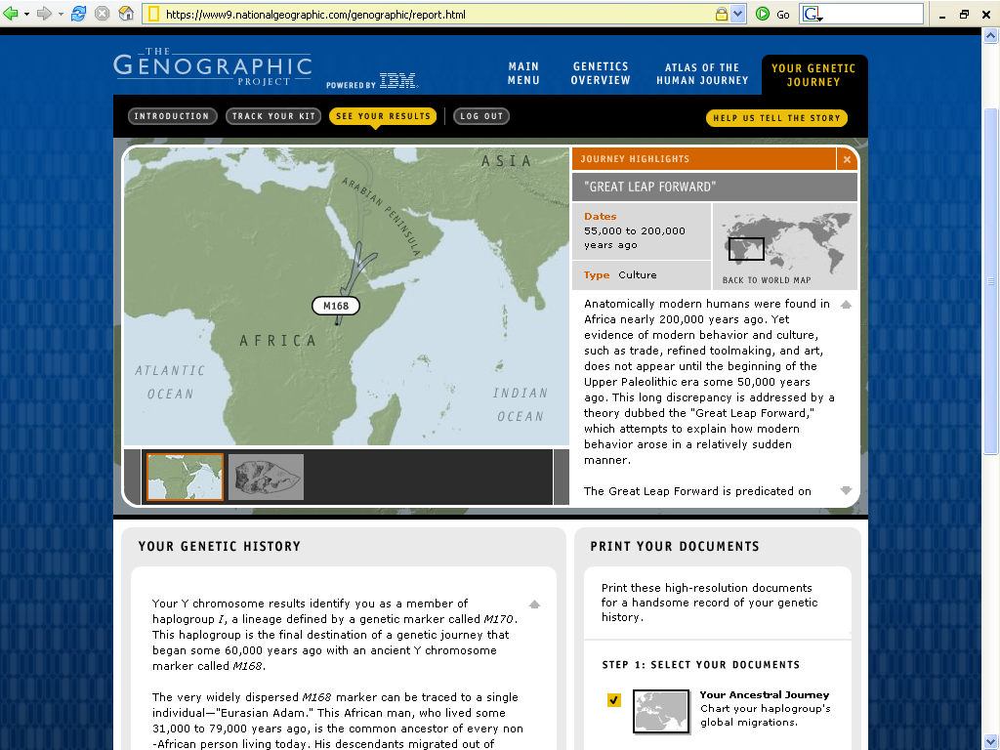 https://www9.nationalgeographic.com/genographic/report.html
Go
G
THE
GENOGRAPHIC
PROJECT
POWERED BY IBM
MAIN
MENU
GENETICS
OVERVIEW
ATLAS OF THE
HUMAN JOURNEY
YOUR GENETIC
JOURNEY
INTRODUCTION
TRACK YOUR KIT
SEE YOUR RESULTS
LOG OUT
HELP US TELL THE STORY
ASIA
ARABIAN PENINSULA
M168
AFRICA
ATLANTIC
OCEAN
INDIAN
OCEAN
JOURNEY HIGHLIGHTS
"GREAT LEAP FORWARD"
Dates
55,000 to 200,000
years ago
Type Culture
BACK TO WORLD MAP
Anatomically modern humans were found in
Africa nearly 200,000 years ago. Yet
evidence of modern behavior and culture,
such as trade, refined toolmaking, and art,
does not appear until the beginning of the
Upper Paleolithic era some 50,000 years
ago. This long discrepancy is addressed by a
theory dubbed the "Great Leap Forward,"
which attempts to explain how modern
behavior arose in a relatively sudden
manner.
The Great Leap Forward is predicated on
YOUR GENETIC HISTORY
Your Y chromosome results identify you as a member of
haplogroup I, a lineage defined by a genetic marker called M170.
This haplogroup is the final destination of a genetic journey that
began some 60,000 years ago with an ancient Y chromosome
marker called M168.
The very widely dispersed M168 marker can be traced to a single
individual—"Eurasian Adam." This African man, who lived some
31,000 to 79,000 years ago, is the common ancestor of every non
-African person living today. His descendants migrated out of
PRINT YOUR DOCUMENTS
Print these high-resolution documents
for a handsome record of your genetic
history.
STEP 1: SELECT YOUR DOCUMENTS
Your Ancestral Journey
Chart your haplogroup's
global migrations.